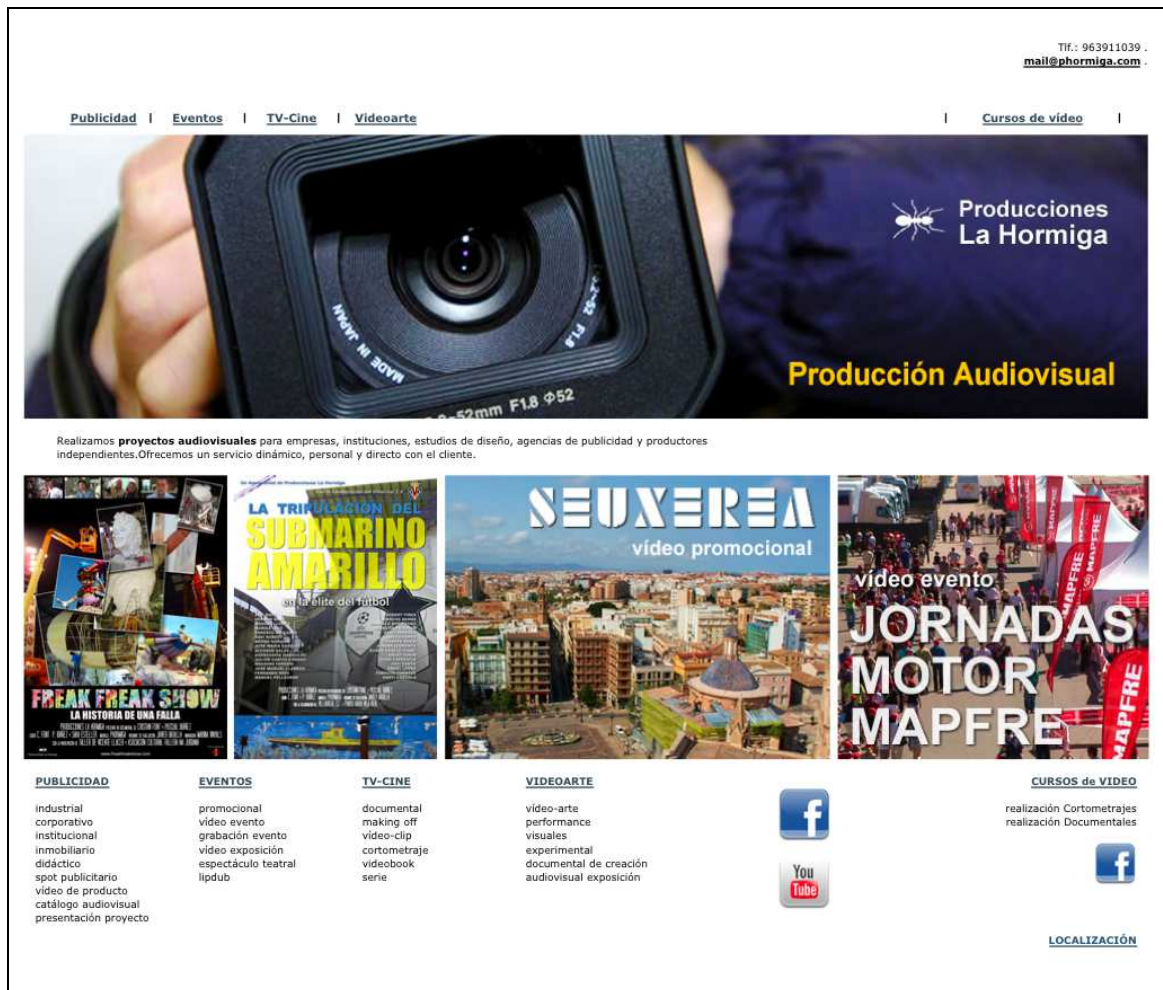 Tlf.: 963911039 .
mail@phormiga.com .
Publicidad | Eventos | TV-Cine | Videoarte | Cursos de vídeo |
Producciones
La Hormiga
MADE IN JAPAN
F1.8
52mm F1.8 Φ52
Producción Audiovisual
Realizamos proyectos audiovisuales para empresas, instituciones, estudios de diseño, agencias de publicidad y productores
independientes.Ofrecemos un servicio dinámico, personal y directo con el cliente.
FREAK FREAK SHOW
LA HISTORIA DE UNA FALLA
LA TRIPULACIÓN DEL
SUBMARINO
AMARILLO
en la élite del fútbol
SEUXEREA
vídeo promocional
vídeo evento
JORNADAS
MOTOR
MAPFRE
MAPFRE
MAPFRE
MAPFRE
PUBLICIDAD
industrial
corporativo
institucional
inmobiliario
didáctico
spot publicitario
vídeo de producto
catálogo audiovisual
presentación proyecto
EVENTOS
promocional
vídeo evento
grabación evento
vídeo exposición
espectáculo teatral
lipdub
TV-CINE
documental
making off
vídeo-clip
cortometraje
videobook
serie
VIDEOARTE
vídeo-arte
performance
visuales
experimental
documental de creación
audiovisual exposición
f
You
Tube
CURSOS de VIDEO
realización Cortometrajes
realización Documentales
f
LOCALIZACIÓN